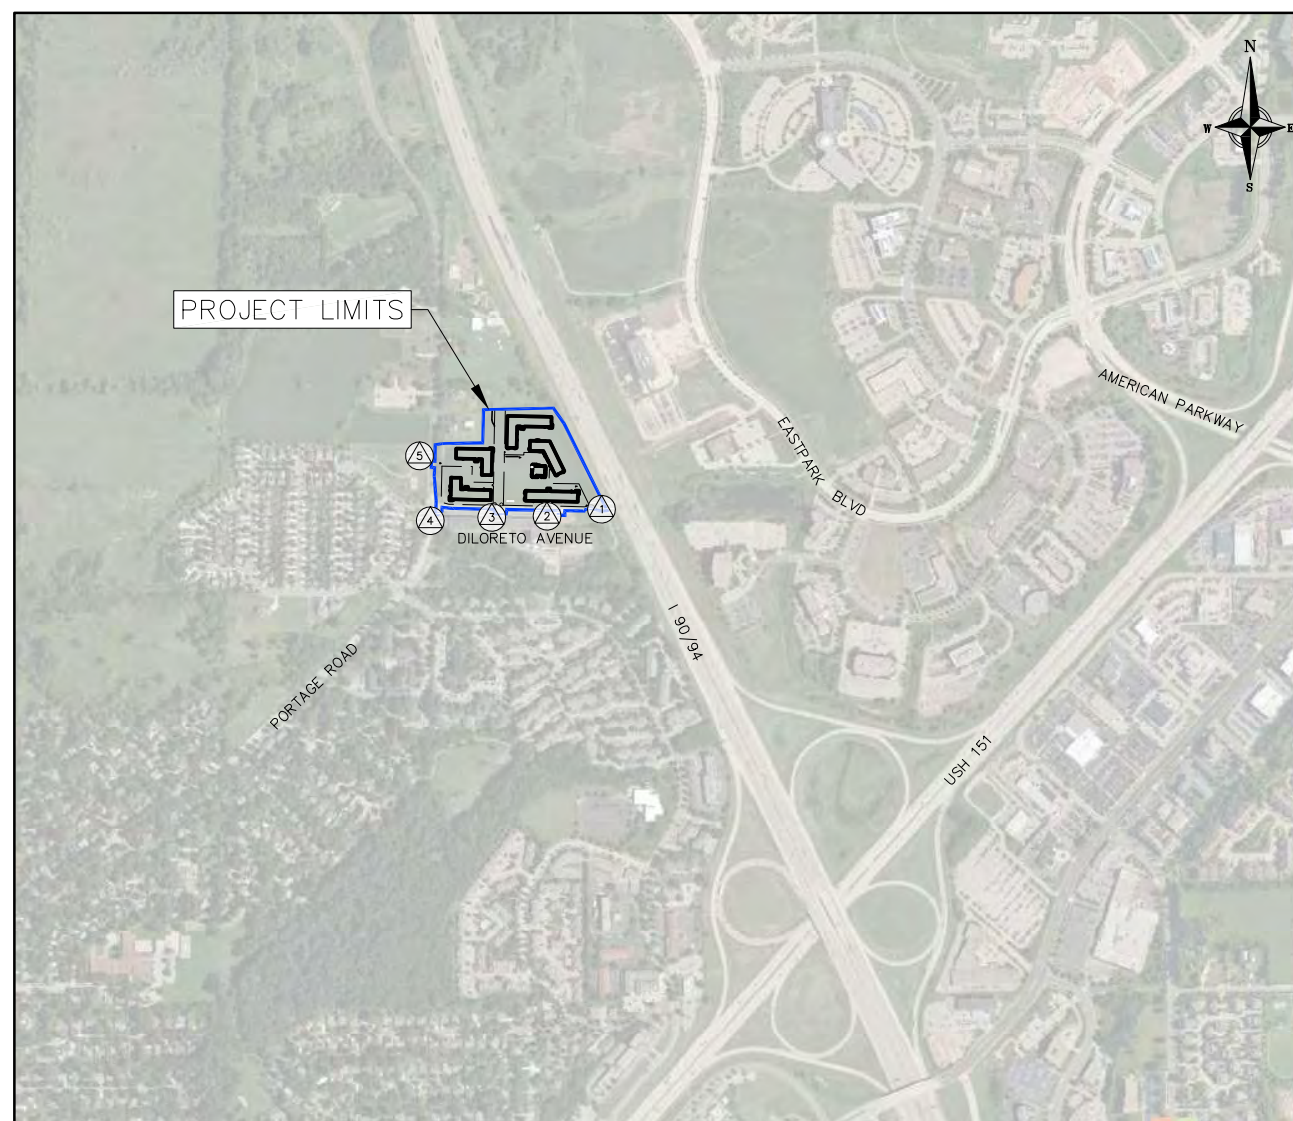 N
W E
S
PROJECT LIMITS
AMERICAN PARKWAY
EASTPARK BLVD
5
4
3
2
1
DILORETO AVENUE
I 90/94
PORTAGE ROAD
USH 151